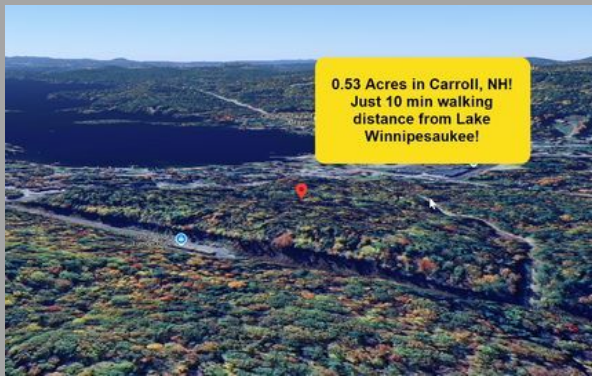 0.53 Acres in Carroll, NH!
Just 10 min walking
distance from Lake
Winnipesaukee!